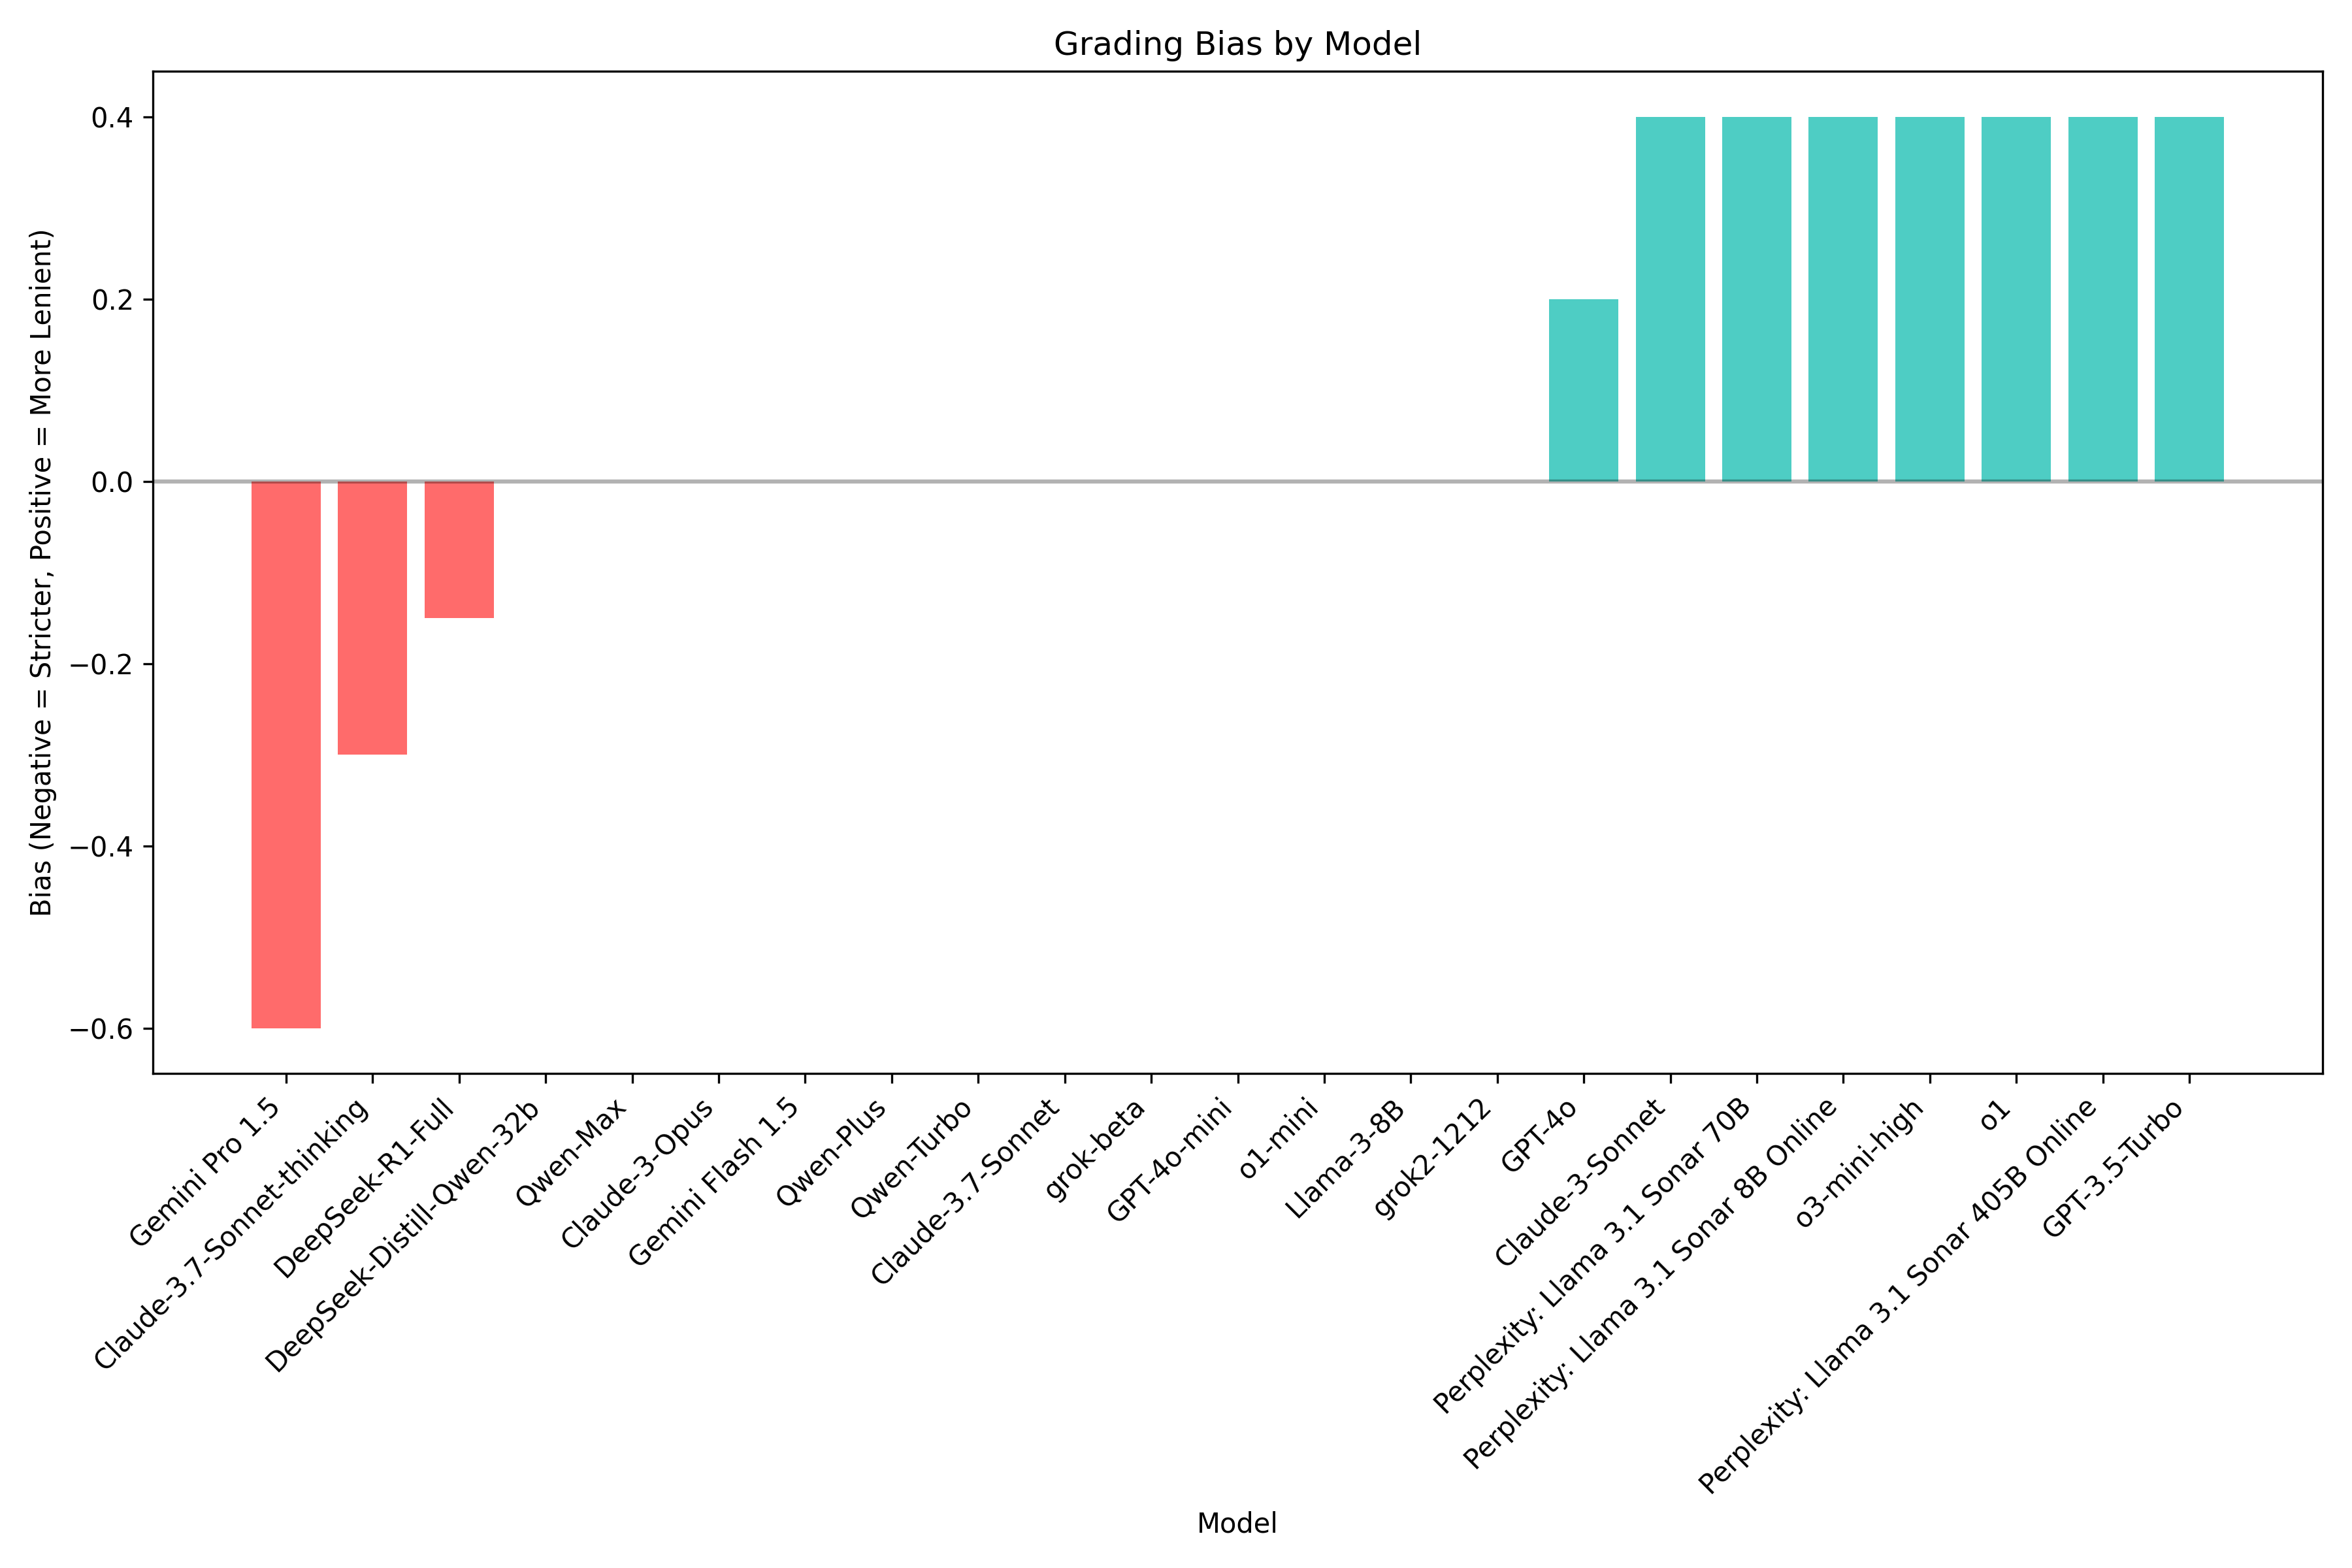 Grading Bias by Model
Bias (Negative = Stricter, Positive = More Lenient)
0.4
0.2
0.0
−0.2
−0.4
−0.6
Gemini Pro 1.5
Claude-3.7-Sonnet-thinking
DeepSeek-R1-Full
DeepSeek-Distill-Qwen-32b
Qwen-Max
Claude-3-Opus
Gemini Flash 1.5
Qwen-Plus
Qwen-Turbo
Claude-3.7-Sonnet
grok-beta
GPT-4o-mini
o1-mini
Llama-3-8B
grok2-1212
GPT-4o
Claude-3-Sonnet
Perplexity: Llama 3.1 Sonar 70B
Perplexity: Llama 3.1 Sonar 8B Online
o3-mini-high
o1
Perplexity: Llama 3.1 Sonar 405B Online
GPT-3.5-Turbo
Model